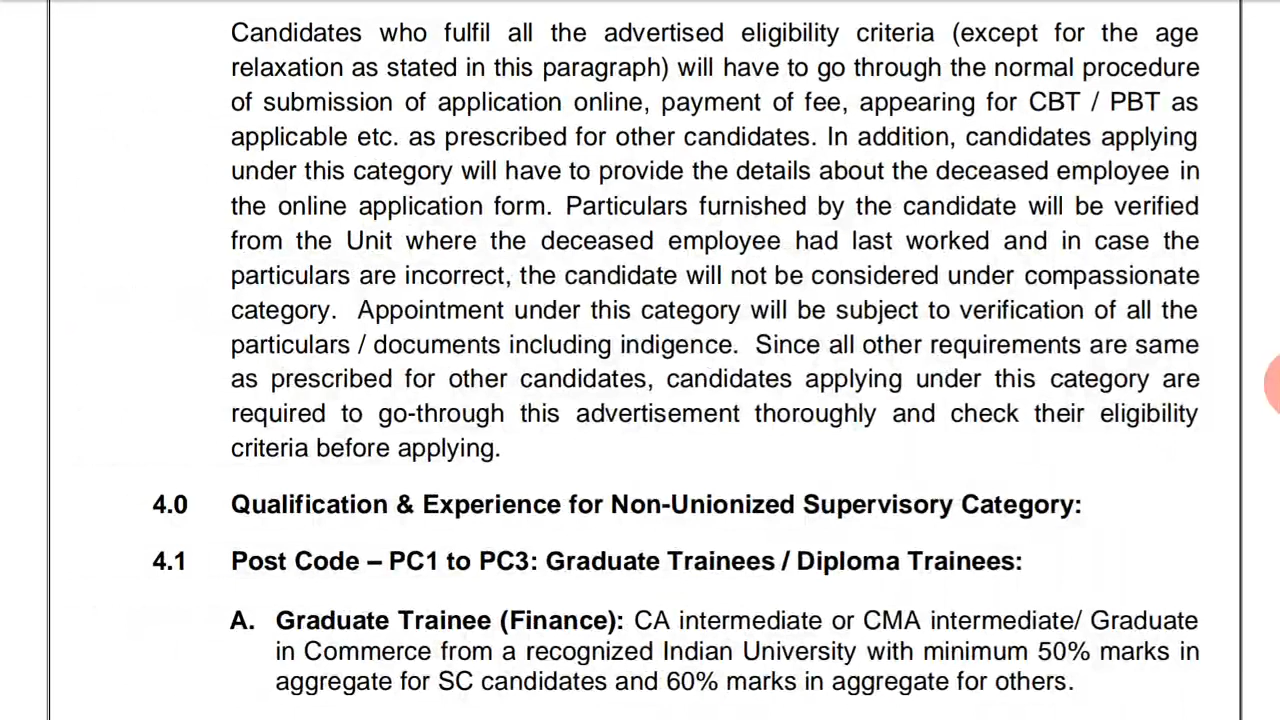 Candidates who fulfil all the advertised eligibility criteria (except for the age
relaxation as stated in this paragraph) will have to go through the normal procedure
of submission of application online, payment of fee, appearing for CBT / PBT as
applicable etc. as prescribed for other candidates. In addition, candidates applying
under this category will have to provide the details about the deceased employee in
the online application form. Particulars furnished by the candidate will be verified
from the Unit where the deceased employee had last worked and in case the
particulars are incorrect, the candidate will not be considered under compassionate
category.  Appointment under this category will be subject to verification of all the
particulars / documents including indigence.  Since all other requirements are same
as prescribed for other candidates, candidates applying under this category are
required to go-through this advertisement thoroughly and check their eligibility
criteria before applying.
4.0 Qualification & Experience for Non-Unionized Supervisory Category:
4.1 Post Code – PC1 to PC3: Graduate Trainees / Diploma Trainees:
A. Graduate Trainee (Finance): CA intermediate or CMA intermediate/ Graduate
in Commerce from a recognized Indian University with minimum 50% marks in
aggregate for SC candidates and 60% marks in aggregate for others.